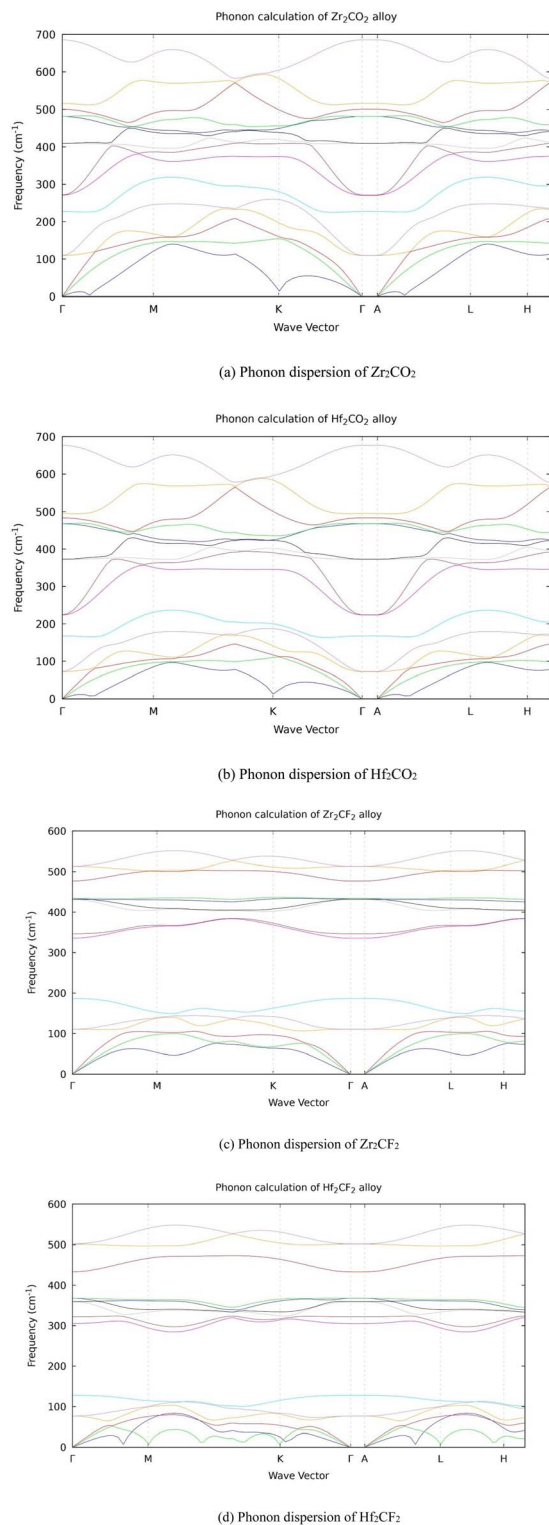 Phonon calculation of Zr₂CO₂ alloy
700
600
500
400
300
200
100
0
Frequency (cm⁻¹)
Γ M K Γ A L H
Wave Vector
(a) Phonon dispersion of Zr₂CO₂
Phonon calculation of Hf₂CO₂ alloy
700
600
500
400
300
200
100
0
Frequency (cm⁻¹)
Γ M K Γ A L H
Wave Vector
(b) Phonon dispersion of Hf₂CO₂
Phonon calculation of Zr₂CF₂ alloy
600
500
400
300
200
100
0
Frequency (cm⁻¹)
Γ M K Γ A L H
Wave Vector
(c) Phonon dispersion of Zr₂CF₂
Phonon calculation of Hf₂CF₂ alloy
600
500
400
300
200
100
0
Frequency (cm⁻¹)
Γ M K Γ A L H
Wave Vector
(d) Phonon dispersion of Hf₂CF₂